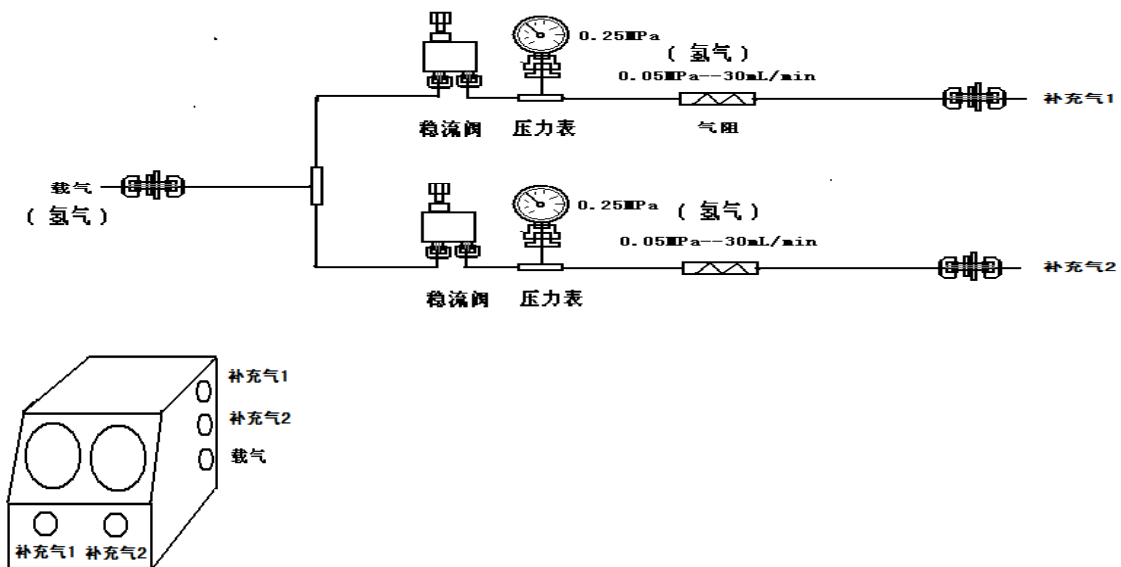 0.25MPa
(氢气)
0.05MPa--30mL/min
补充气1
稳流阀
压力表
气阻
载气
(氢气)
0.25MPa
(氢气)
0.05MPa--30mL/min
补充气2
稳流阀
压力表
补充气1
补充气2
载气
补充气1
补充气2